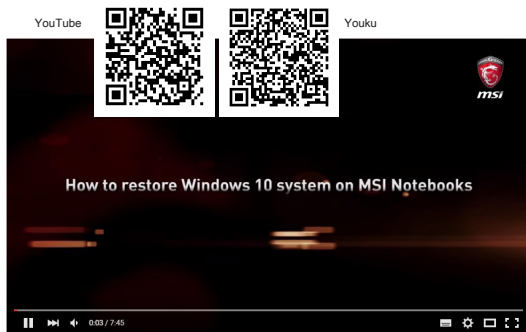 YouTube
Youku
msi
How to restore Windows 10 system on MSI Notebooks
0:03 / 7:45